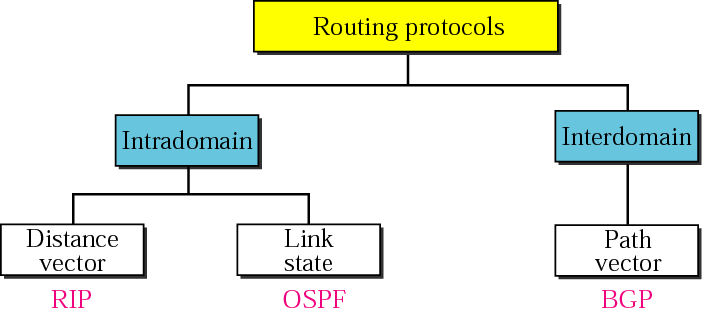 Routing protocols
Intradomain
Interdomain
Distance
vector
Link
state
Path
vector
RIP
OSPF
BGP